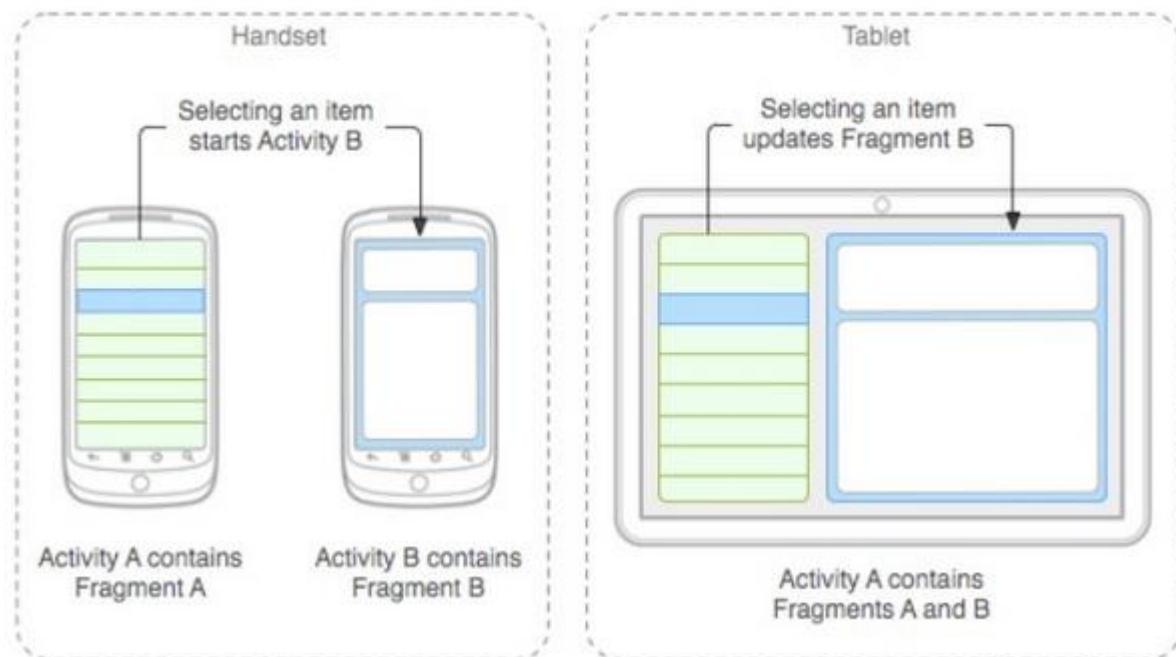 Handset
Selecting an item
starts Activity B
Activity A contains
Fragment A
Activity B contains
Fragment B
Tablet
Selecting an item
updates Fragment B
Activity A contains
Fragments A and B